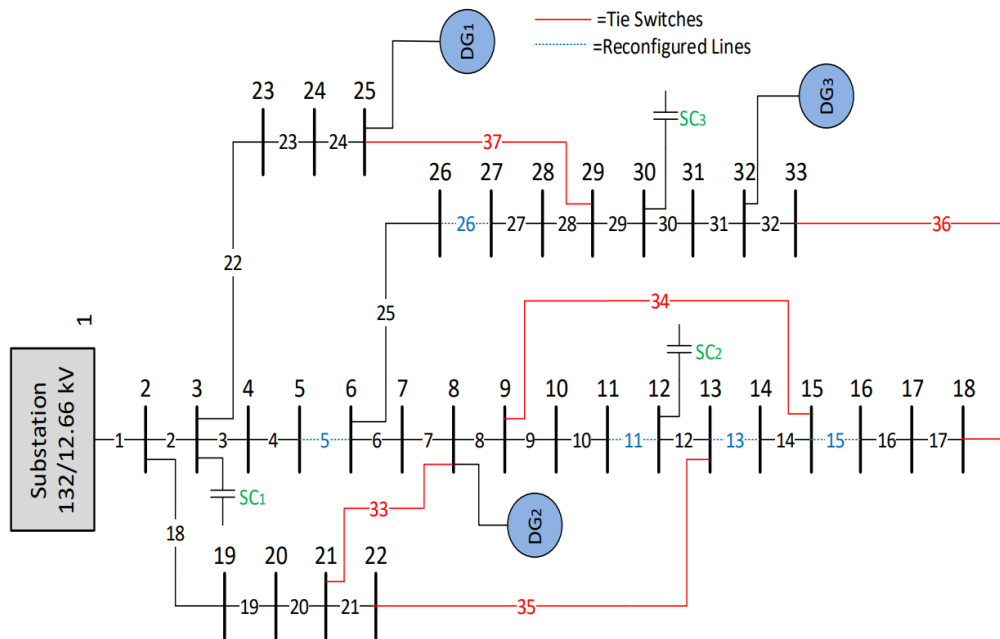 =Tie Switches
=Reconfigured Lines
DG1
DG3
23 24 25
23 24
37
SC3
26 27 28 29 30 31 32 33
26 27 28 29 30 31 32
36
22
25
34
1
SC2
Substation
132/12.66 kV
2 3 4 5 6 7 8 9 10 11 12 13 14 15 16 17 18
1 2 3 4 5 6 7 8 9 10 11 12 13 14 15 16 17
SC1
33
DG2
18
19 20 21 22
19 20 21
35